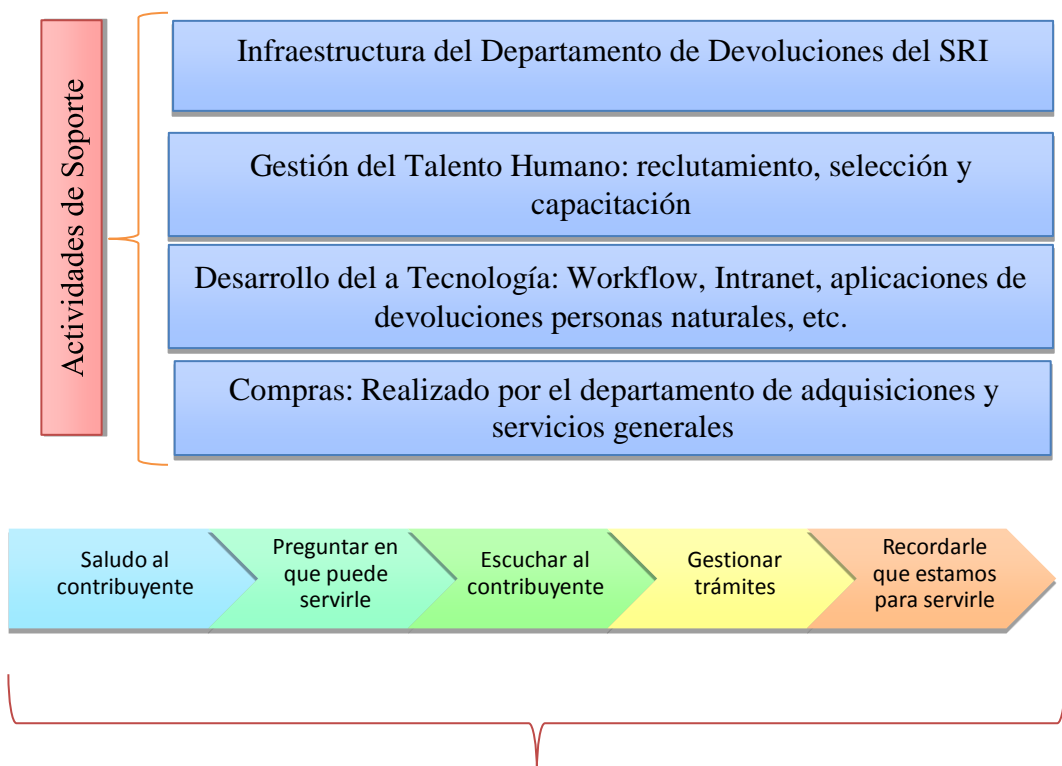 Actividades de Soporte
Infraestructura del Departamento de Devoluciones del SRI
Gestión del Talento Humano: reclutamiento, selección y
capacitación
Desarrollo del a Tecnología: Workflow, Intranet, aplicaciones de
devoluciones personas naturales, etc.
Compras: Realizado por el departamento de adquisiciones y
servicios generales
Saludo al
contribuyente
Preguntar en
que puede
servirle
Escuchar al
contribuyente
Gestionar
trámites
Recordarle
que estamos
para servirle